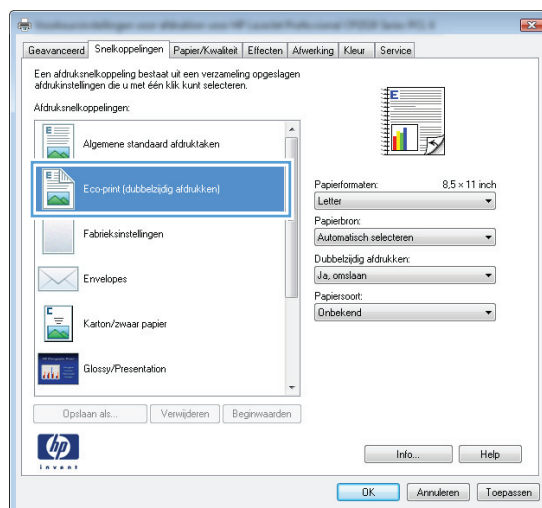 Geavanceerd Snelkoppelingen Papier/Kwaliteit Effecten Afwerking Kleur Service
Een afdruksnelkoppeling bestaat uit een verzameling opgeslagen
afdrukinstellingen die u met één klik kunt selecteren.
Afdruksnelkoppelingen:
Algemene standaard afdruktaken
Eco-print (dubbelzijdig afdrukken)
Fabrieksinstellingen
Envelopes
Karton/zwaar papier
Glossy/Presentation
Opslaan als... Verwijderen Beginwaarden
Papierformaten: 8,5 × 11 inch
Letter
Papierbron:
Automatisch selecteren
Dubbelzijdig afdrukken:
Ja, omslaan
Papiersoort:
Onbekend
hp
invent
Info... Help
OK Annuleren Toepassen